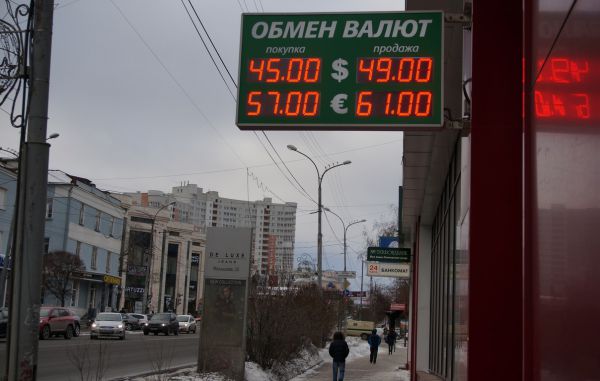 ОБМЕН ВАЛЮТ
покупка продажа
45.00 $ 49.00
57.00 € 61.00
DE LUXE
24 БАНКОМАТ